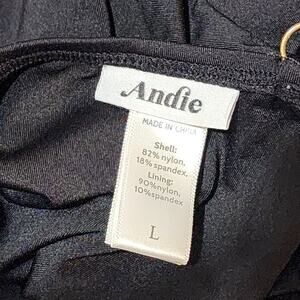 Andie
MADE IN CHINA
Shell:
82% nylon,
18% spandex.
Lining:
90%nylon,
10%spandex
L